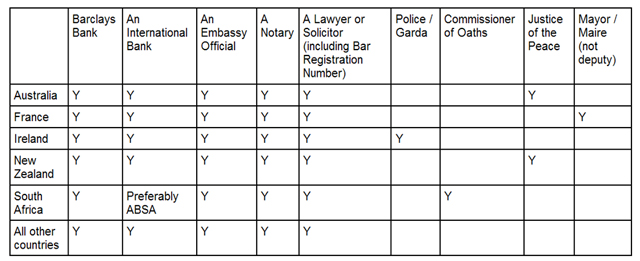 Barclays Bank | An International Bank | An Embassy Official | A Notary | A Lawyer or Solicitor (including Bar Registration Number) | Police / Garda | Commissioner of Oaths | Justice of the Peace | Mayor / Maire (not deputy)
Australia | Y | Y | Y | Y | Y | | | Y |
France | Y | Y | Y | Y | Y | | | | Y
Ireland | Y | Y | Y | Y | Y | Y | | |
New Zealand | Y | Y | Y | Y | Y | | | Y |
South Africa | Y | Preferably ABSA | Y | Y | Y | | Y | |
All other countries | Y | Y | Y | Y | Y | | | |